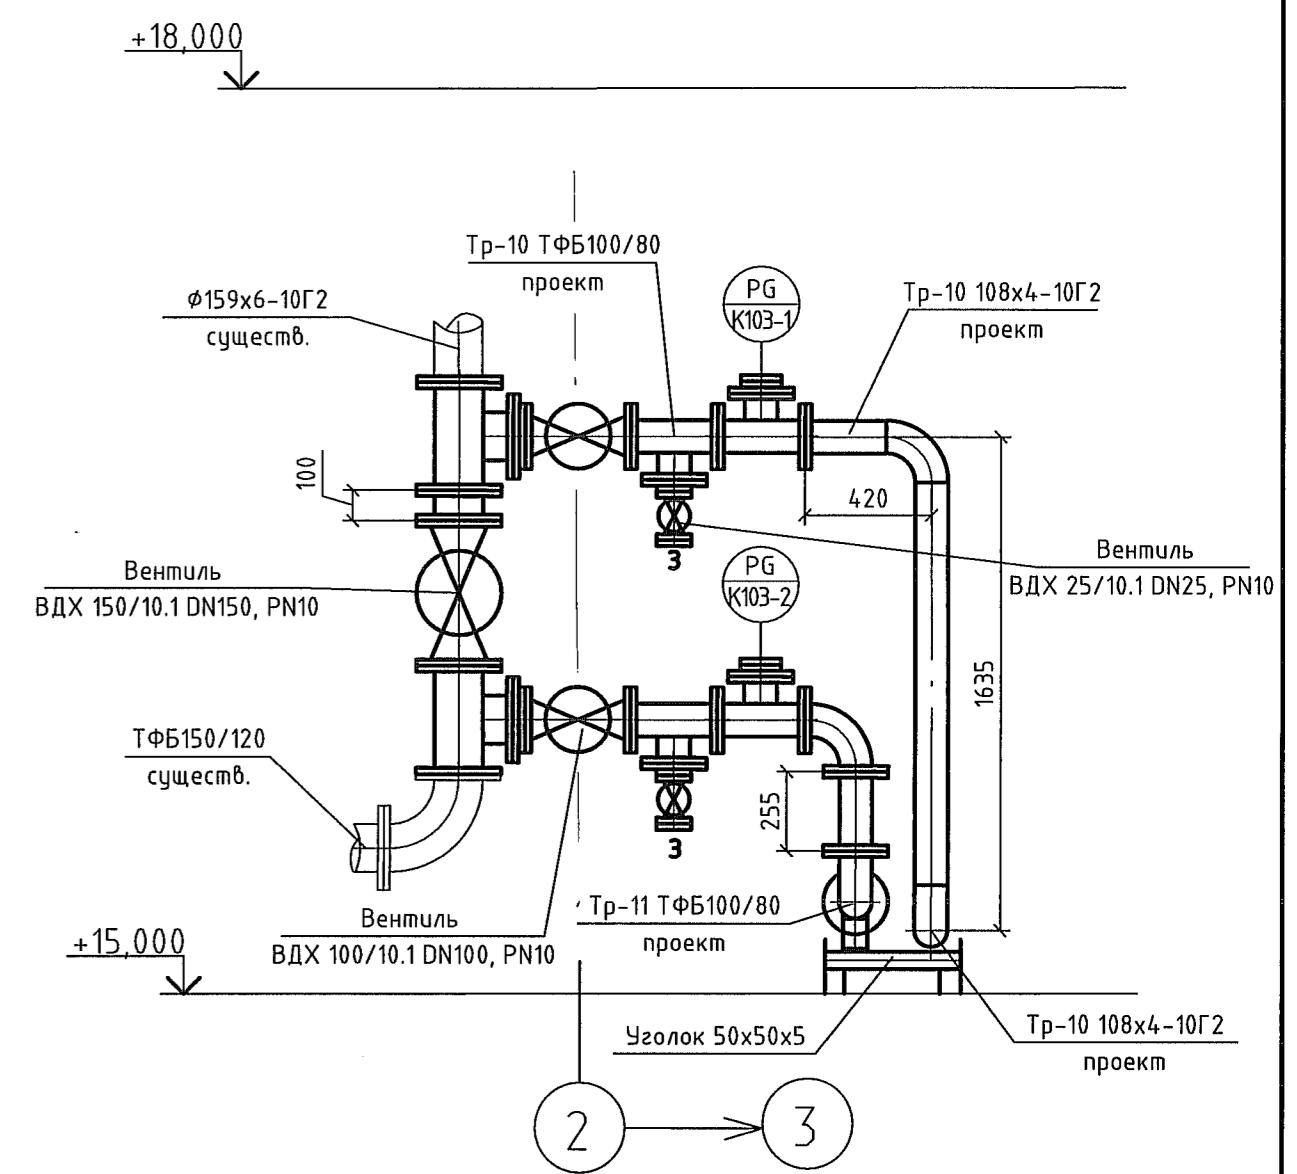 +18,000
Тр-10 ТФБ100/80
проект
PG
К103-1
Тр-10 108х4-10Г2
проект
Ф159х6-10Г2
существ.
100
420
З
Вентиль
ВДХ 150/10.1 DN150, PN10
PG
К103-2
Вентиль
ВДХ 25/10.1 DN25, PN10
1635
ТФБ150/120
существ.
255
З
Вентиль
ВДХ 100/10.1 DN100, PN10
Тр-11 ТФБ100/80
проект
+15,000
Уголок 50х50х5
Тр-10 108х4-10Г2
проект
2
3